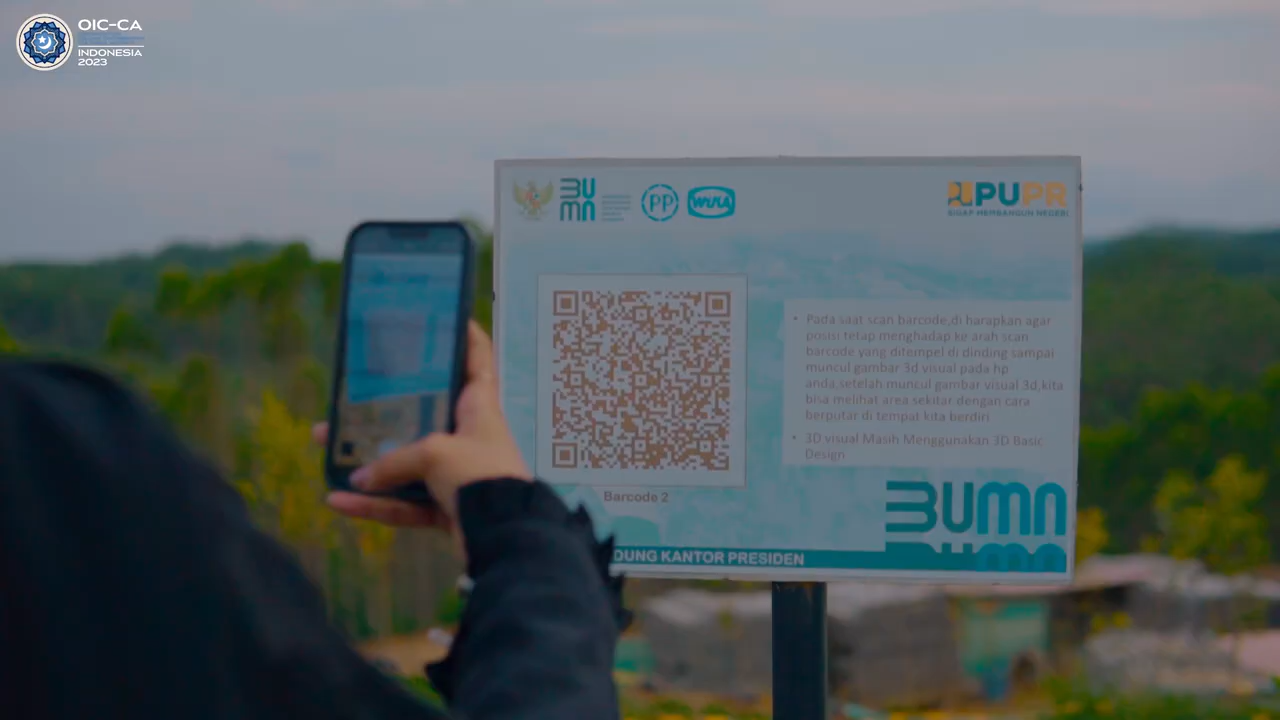 OIC-CA
INDONESIA
2023
BUMN
PP
WIKA
PUPR
SIGAP MEMBANGUN NEGERI
• Pada saat scan barcode,di harapkan agar
posisi tetap menghadap ke arah scan
barcode yang ditempel di dinding sampai
muncul gambar 3d visual pada hp
anda,setelah muncul gambar visual 3d,kita
bisa melihat area sekitar dengan cara
berputar di tempat kita berdiri
• 3D visual Masih Menggunakan 3D Basic
Design
Barcode 2
BUMN
DUNG KANTOR PRESIDEN